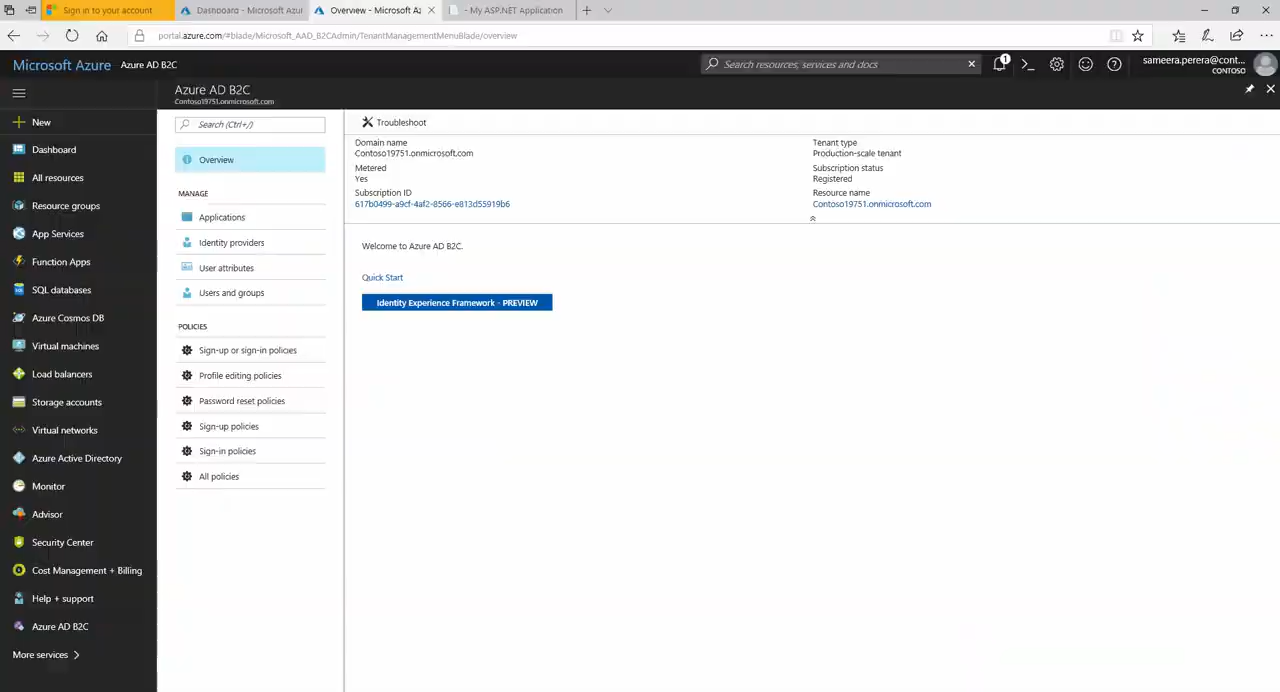 Sign in to your account
Dashboard - Microsoft Azu
Overview - Microsoft Az
- My ASP.NET Application
portal.azure.com/#blade/Microsoft_AAD_B2CAdmin/TenantManagementMenuBlade/overview
Microsoft Azure
Azure AD B2C
Search resources, services and docs
1
sameera.perera@cont...
CONTOSO
Azure AD B2C
Contoso19751.onmicrosoft.com
New
Dashboard
All resources
Resource groups
App Services
Function Apps
SQL databases
Azure Cosmos DB
Virtual machines
Load balancers
Storage accounts
Virtual networks
Azure Active Directory
Monitor
Advisor
Security Center
Cost Management + Billing
Help + support
Azure AD B2C
More services
Search (Ctrl+/)
Overview
MANAGE
Applications
Identity providers
User attributes
Users and groups
POLICIES
Sign-up or sign-in policies
Profile editing policies
Password reset policies
Sign-up policies
Sign-in policies
All policies
Troubleshoot
Domain name
Contoso19751.onmicrosoft.com
Metered
Yes
Subscription ID
617b0499-a9cf-4af2-8566-e813d55919b6
Tenant type
Production-scale tenant
Subscription status
Registered
Resource name
Contoso19751.onmicrosoft.com
Welcome to Azure AD B2C.
Quick Start
Identity Experience Framework - PREVIEW